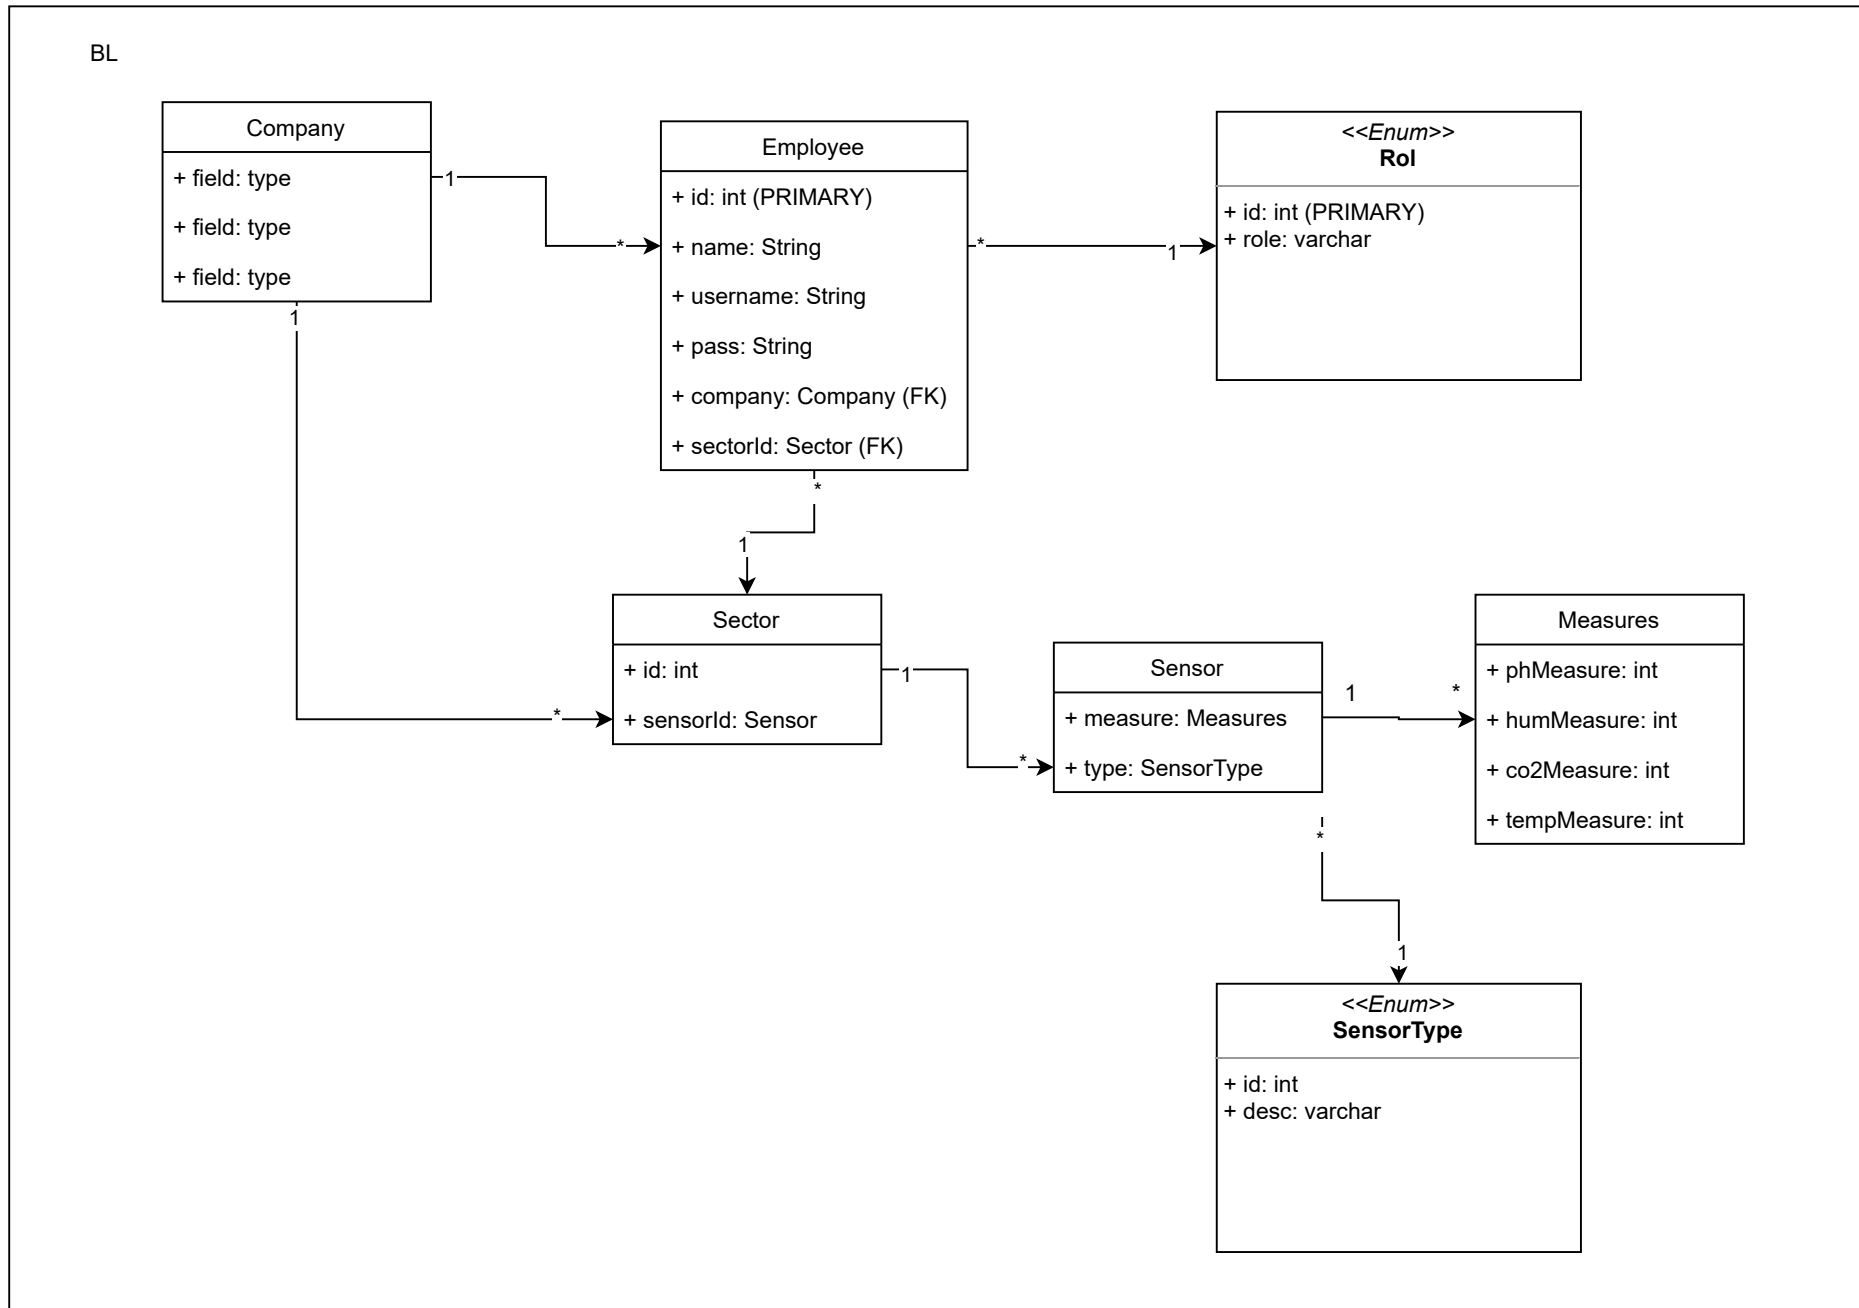 BL
Company
+ field: type
+ field: type
+ field: type
1
*
1
*
Employee
+ id: int (PRIMARY)
+ name: String
+ username: String
+ pass: String
+ company: Company (FK)
+ sectorId: Sector (FK)
*
1
*
1
<<Enum>>
Rol
+ id: int (PRIMARY)
+ role: varchar
Sector
+ id: int
+ sensorId: Sensor
1
*
Sensor
+ measure: Measures
+ type: SensorType
1
*
*
1
Measures
+ phMeasure: int
+ humMeasure: int
+ co2Measure: int
+ tempMeasure: int
<<Enum>>
SensorType
+ id: int
+ desc: varchar